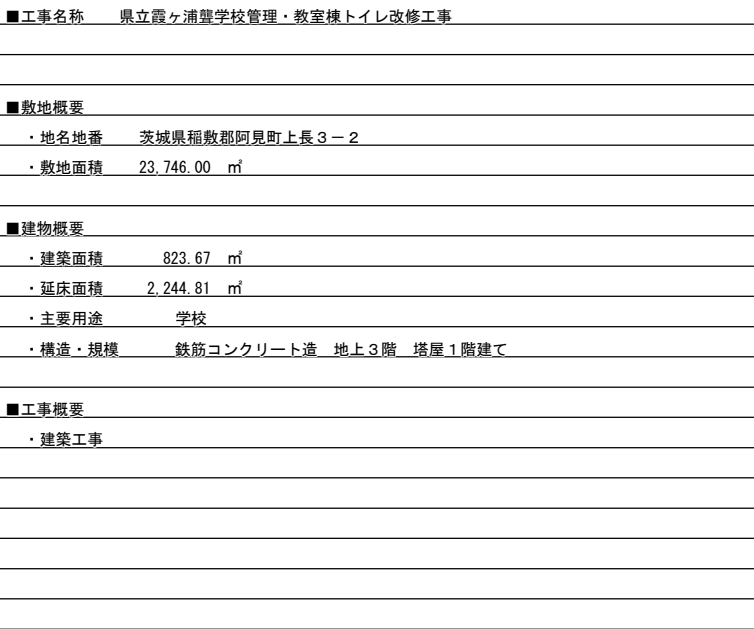 ■工事名称　県立霞ヶ浦聾学校管理・教室棟トイレ改修工事
■敷地概要
・地名地番　茨城県稲敷郡阿見町上長３－２
・敷地面積　23,746.00　㎡
■建物概要
・建築面積　823.67　㎡
・延床面積　2,244.81　㎡
・主要用途　学校
・構造・規模　鉄筋コンクリート造　地上３階　塔屋１階建て
■工事概要
・建築工事